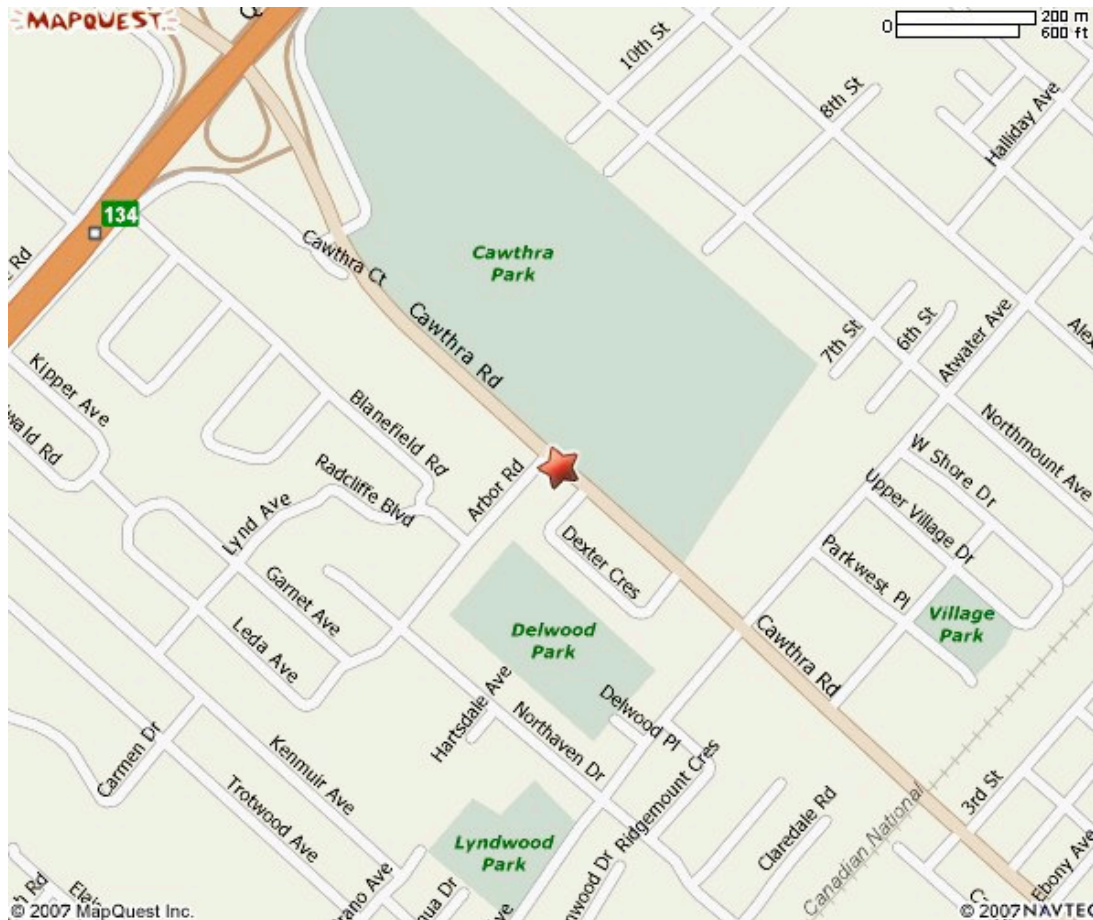 MAPQUEST
200 m
0
600 ft
10th St
8th St
Halliday Ave
134
Cawthra
Park
Cawthra Ct
Rd
Cawthra Rd
7th St
6th St
Atwater Ave
Kipper Ave
Blanefield Rd
Northmount Ave
W Shore Dr
Radcliffe Blvd
Arbor Rd
Upper Village Dr
Lynd Ave
Dexter Cres
Parkwest Pl
Garnet Ave
Village
Park
Delwood
Park
Leda Ave
Cawthra Rd
Hartsdale Ave
Delwood Pl
Northaven Dr
Carmen Dr
Kenmuir Ave
Ridgemount Cres
3rd St
Trotwood Ave
Claredale Rd
Canadian National
Lyndwood
Park
Ebony Ave
© 2007 MapQuest Inc.
© 2007 NAVTEQ